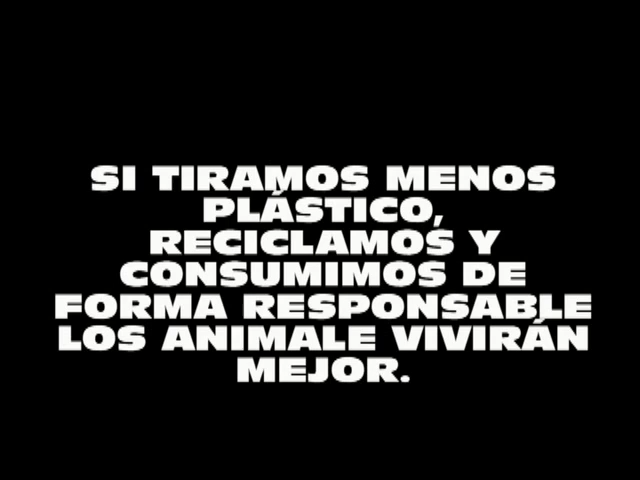 SI TIRAMOS MENOS
PLÁSTICO,
RECICLAMOS Y
CONSUMIMOS DE
FORMA RESPONSABLE
LOS ANIMALE VIVIRÁN
MEJOR.